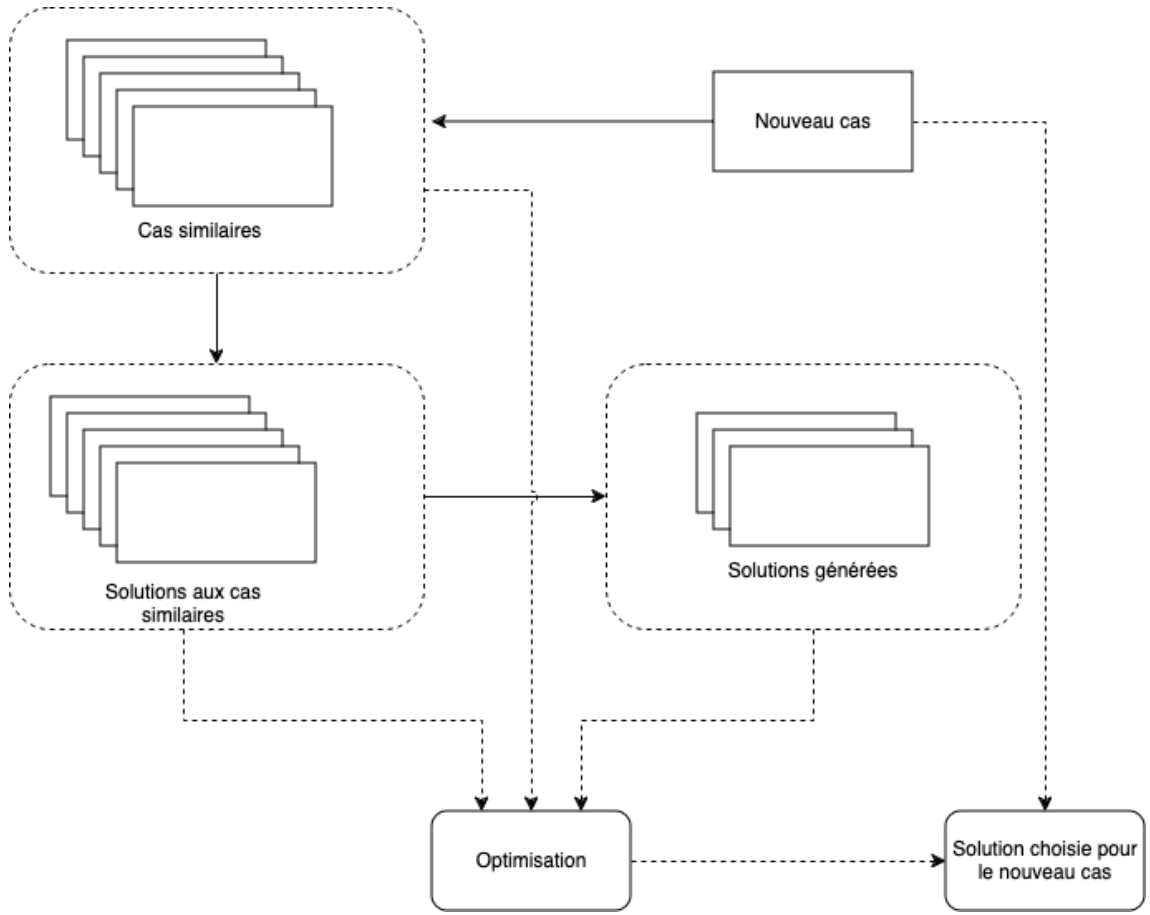 Nouveau cas
Cas similaires
Solutions aux cas
similaires
Solutions générées
Optimisation
Solution choisie pour
le nouveau cas